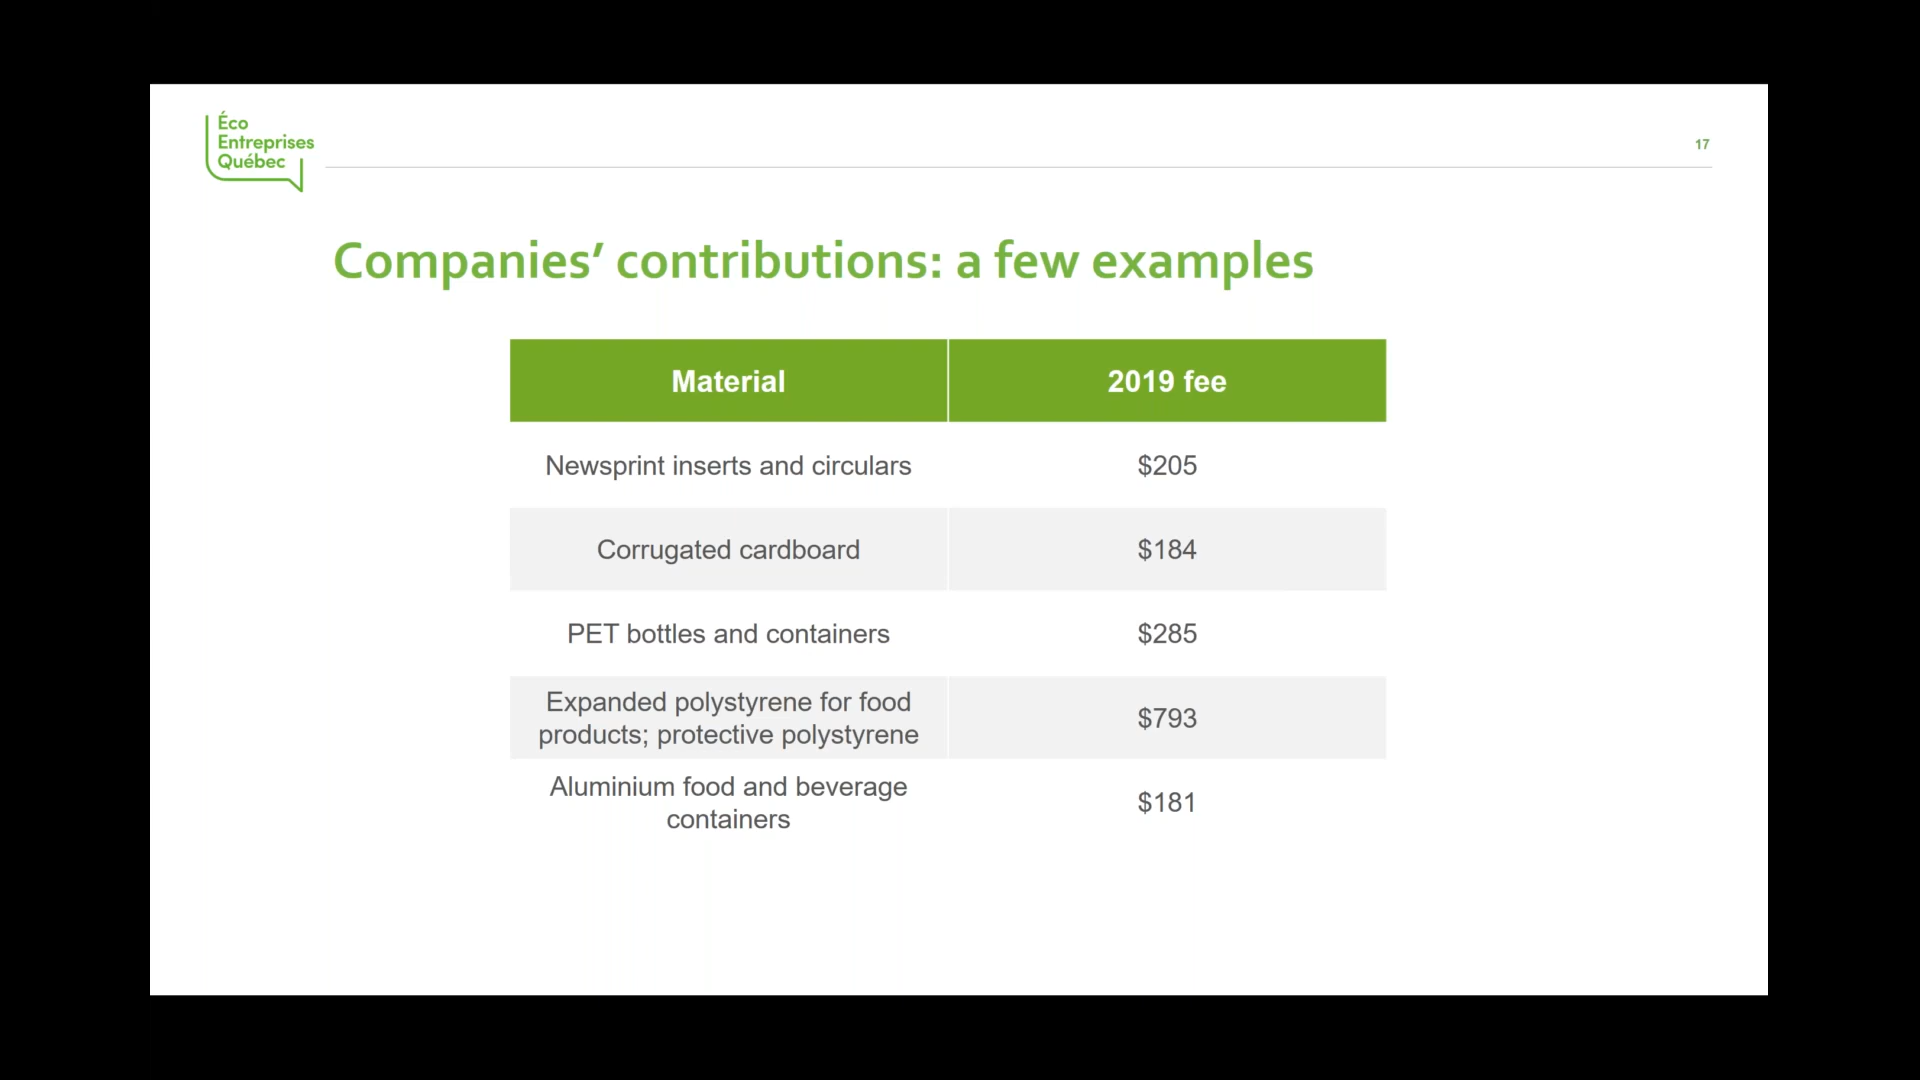 Éco
Entreprises
Québec
17
Companies’ contributions: a few examples
Material
2019 fee
Newsprint inserts and circulars
$205
Corrugated cardboard
$184
PET bottles and containers
$285
Expanded polystyrene for food
products; protective polystyrene
$793
Aluminium food and beverage
containers
$181